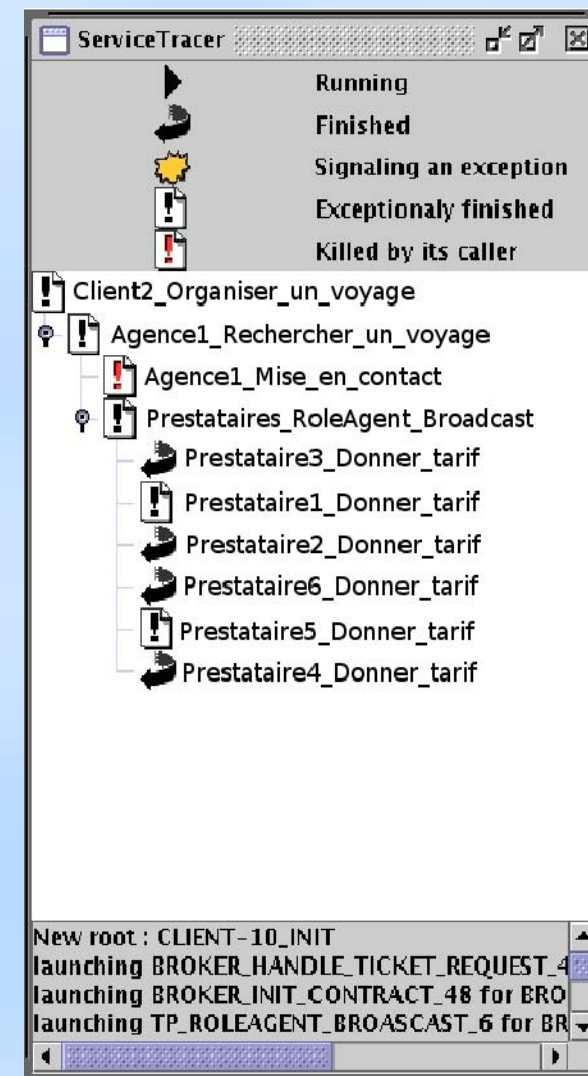 ServiceTracer
Running
Finished
Signaling an exception
Exceptionaly finished
Killed by its caller
Client2_Organiser_un_voyage
Agence1_Rechercher_un_voyage
Agence1_Mise_en_contact
Prestataires_RoleAgent_Broadcast
Prestataire3_Donner_tarif
Prestataire1_Donner_tarif
Prestataire2_Donner_tarif
Prestataire6_Donner_tarif
Prestataire5_Donner_tarif
Prestataire4_Donner_tarif
New root : CLIENT-10_INIT
launching BROKER_HANDLE_TICKET_REQUEST_4
launching BROKER_INIT_CONTRACT_48 for BRO
launching TP_ROLEAGENT_BROASCAST_6 for BR